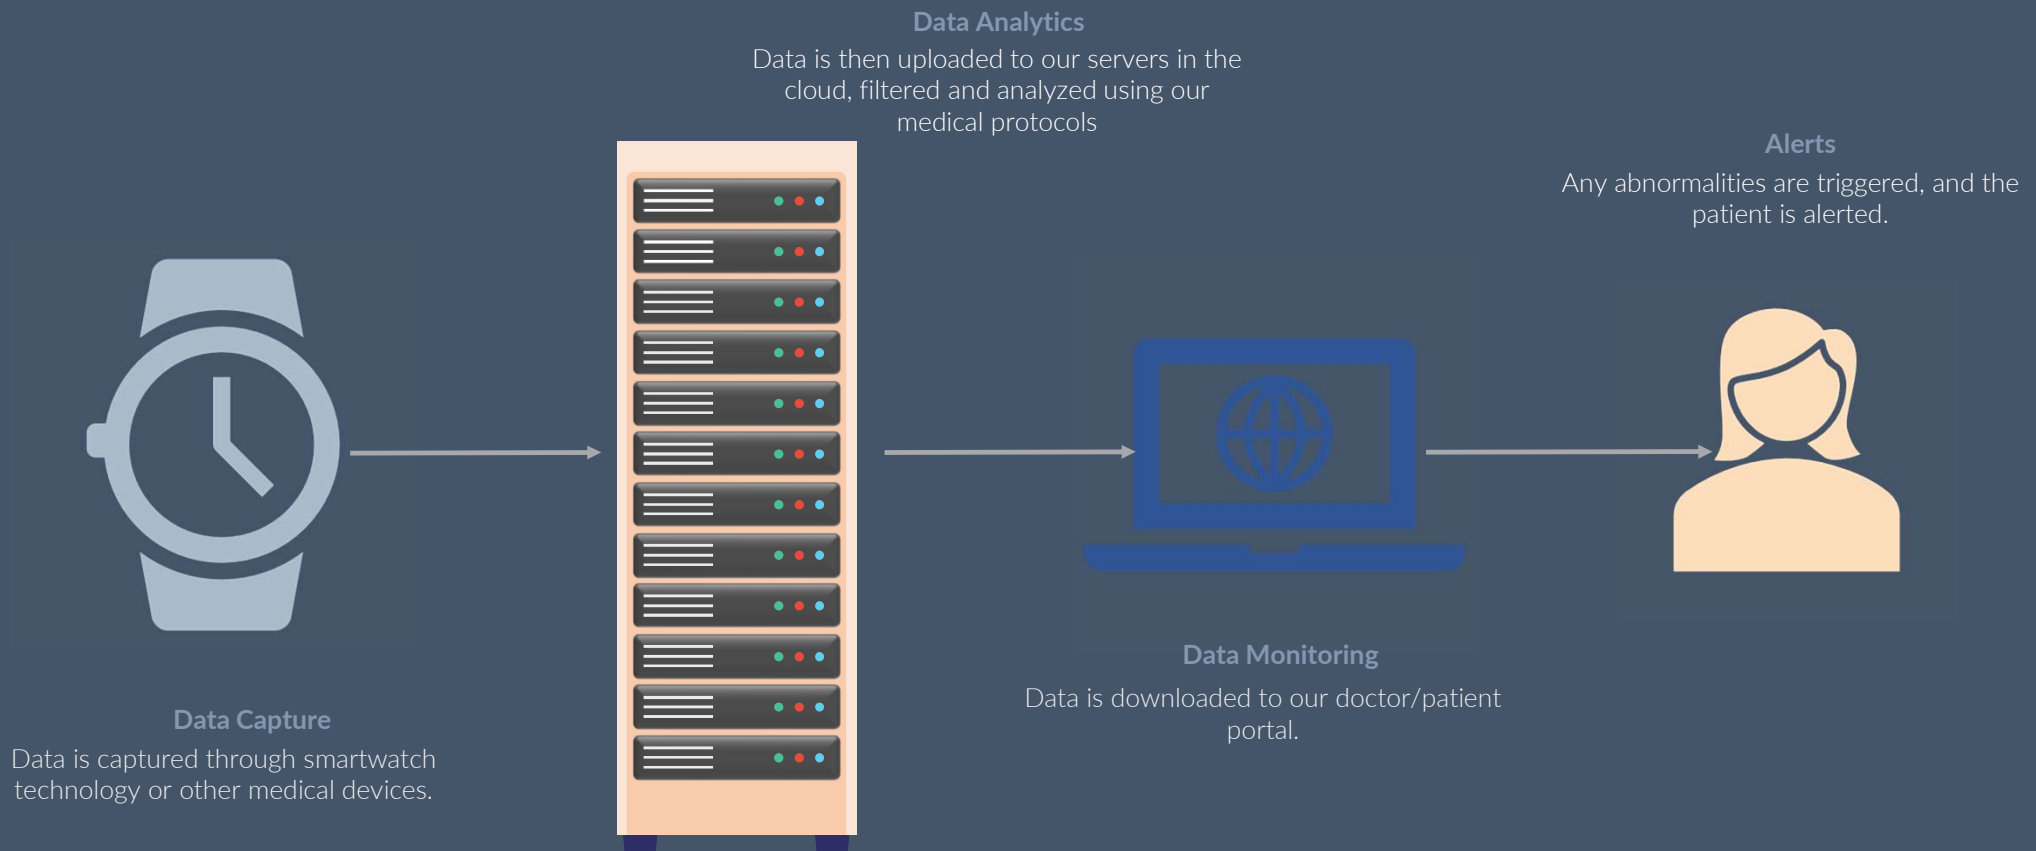 Data Analytics
Data is then uploaded to our servers in the
cloud, filtered and analyzed using our
medical protocols
Alerts
Any abnormalities are triggered, and the
patient is alerted.
Data Monitoring
Data is downloaded to our doctor/patient
portal.
Data Capture
Data is captured through smartwatch
technology or other medical devices.